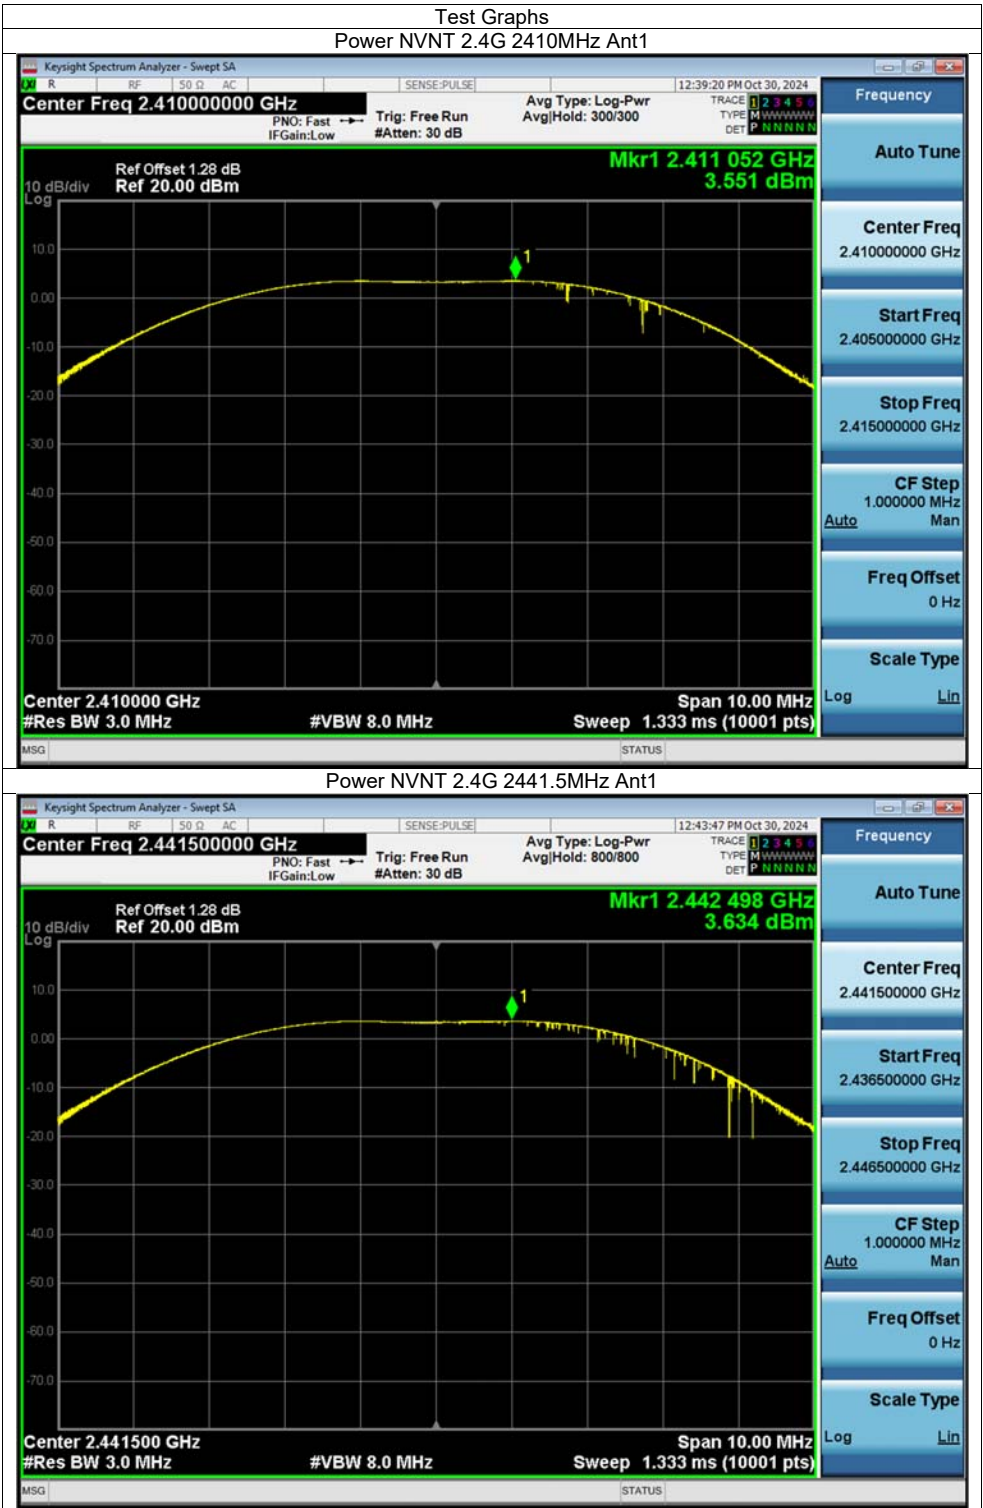 Test Graphs
Power NVNT 2.4G 2410MHz Ant1
Keysight Spectrum Analyzer - Swept SA
R RF 50 Ω AC SENSE:PULSE 12:39:20 PM Oct 30, 2024
Center Freq 2.410000000 GHz Avg Type: Log-Pwr TRACE 1 2 3 4 5 6
PNO: Fast Trig: Free Run Avg|Hold: 300/300 TYPE M WWWWW
IFGain:Low #Atten: 30 dB DET P N N N N N
Frequency
Auto Tune
Mkr1 2.411 052 GHz
3.551 dBm
Ref Offset 1.28 dB
10 dB/div Ref 20.00 dBm
Log
10.0
0.00
-10.0
-20.0
-30.0
-40.0
-50.0
-60.0
-70.0
1
Center Freq
2.410000000 GHz
Start Freq
2.405000000 GHz
Stop Freq
2.415000000 GHz
CF Step
1.000000 MHz
Auto Man
Freq Offset
0 Hz
Scale Type
Log Lin
Center 2.410000 GHz Span 10.00 MHz
#Res BW 3.0 MHz #VBW 8.0 MHz Sweep 1.333 ms (10001 pts)
MSG STATUS
Power NVNT 2.4G 2441.5MHz Ant1
Keysight Spectrum Analyzer - Swept SA
R RF 50 Ω AC SENSE:PULSE 12:43:47 PM Oct 30, 2024
Center Freq 2.441500000 GHz Avg Type: Log-Pwr TRACE 1 2 3 4 5 6
PNO: Fast Trig: Free Run Avg|Hold: 800/800 TYPE M WWWWW
IFGain:Low #Atten: 30 dB DET P N N N N N
Frequency
Auto Tune
Mkr1 2.442 498 GHz
3.634 dBm
Ref Offset 1.28 dB
10 dB/div Ref 20.00 dBm
Log
10.0
0.00
-10.0
-20.0
-30.0
-40.0
-50.0
-60.0
-70.0
1
Center Freq
2.441500000 GHz
Start Freq
2.436500000 GHz
Stop Freq
2.446500000 GHz
CF Step
1.000000 MHz
Auto Man
Freq Offset
0 Hz
Scale Type
Log Lin
Center 2.441500 GHz Span 10.00 MHz
#Res BW 3.0 MHz #VBW 8.0 MHz Sweep 1.333 ms (10001 pts)
MSG STATUS